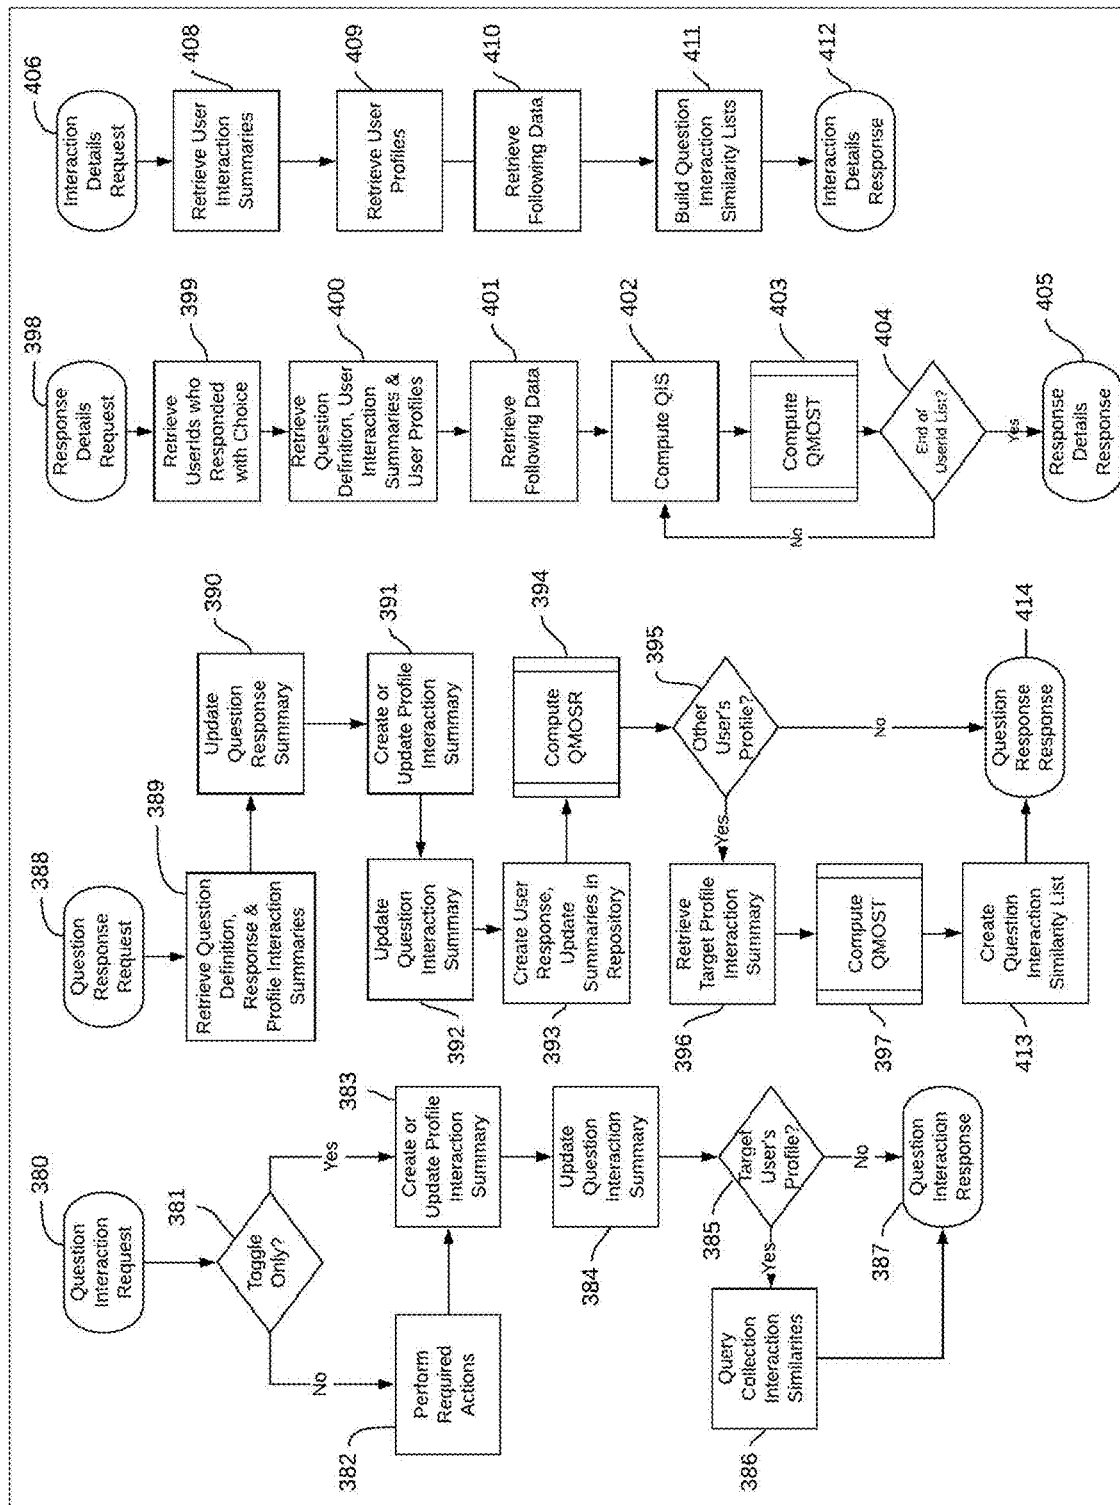 380
Question
Interaction
Request
381
Toggle
Only?
No
Yes
382
Perform
Required
Actions
383
Create or
Update Profile
Interaction
Summary
384
Update
Question
Interaction
Summary
385
Target
User's
Profile?
Yes
No
386
Query
Collection
Interaction
Similarites
387
Question
Interaction
Response
388
Question
Response
Request
389
Retrieve Question
Definition,
Response &
Profile Interaction
Summaries
390
Update
Question
Response
Summary
391
Create or
Update Profile
Interaction
Summary
392
Update
Question
Interaction
Summary
393
Create User
Response,
Update
Summaries in
Repository
394
Compute
QMOSR
395
Other
User's
Profile?
Yes
No
396
Retrieve
Target Profile
Interaction
Summary
397
Compute
QMOST
413
Create
Question
Interaction
Similarity List
414
Question
Response
Response
398
Response
Details
Request
399
Retrieve
UserIds who
Responded
with Choice
400
Retrieve
Question
Definition, User
Interaction
Summaries &
User Profiles
401
Retrieve
Following Data
402
Compute QIS
403
Compute
QMOST
404
End of
UserId List?
No
Yes
405
Response
Details
Response
406
Interaction
Details
Request
408
Retrieve User
Interaction
Summaries
409
Retrieve User
Profiles
410
Retrieve
Following Data
411
Build Question
Interaction
Similarity Lists
412
Interaction
Details
Response